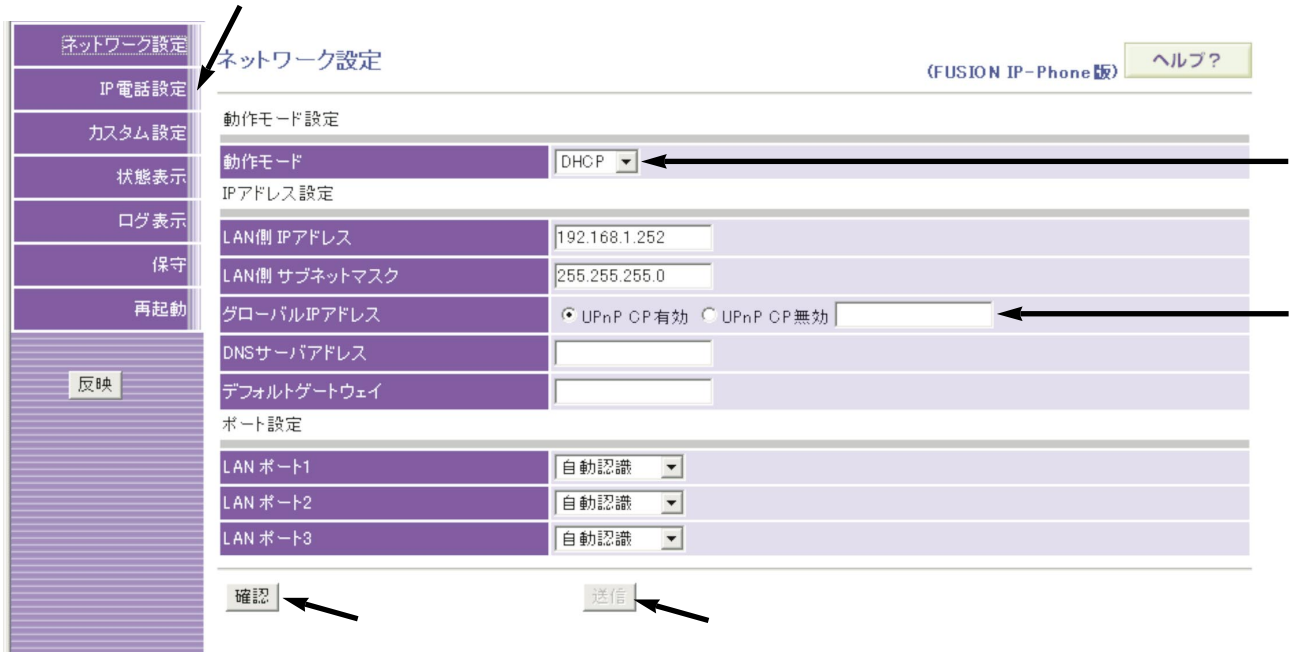 ネットワーク設定
IP電話設定
カスタム設定
状態表示
ログ表示
保守
再起動
反映
ネットワーク設定
(FUSION IP-Phone版)
ヘルプ?
動作モード設定
動作モード DHCP
IPアドレス設定
LAN側 IPアドレス 192.168.1.252
LAN側 サブネットマスク 255.255.255.0
グローバルIPアドレス UPnP CP有効 UPnP CP無効
DNSサーバアドレス
デフォルトゲートウェイ
ポート設定
LAN ポート1 自動認識
LAN ポート2 自動認識
LAN ポート3 自動認識
確認 送信